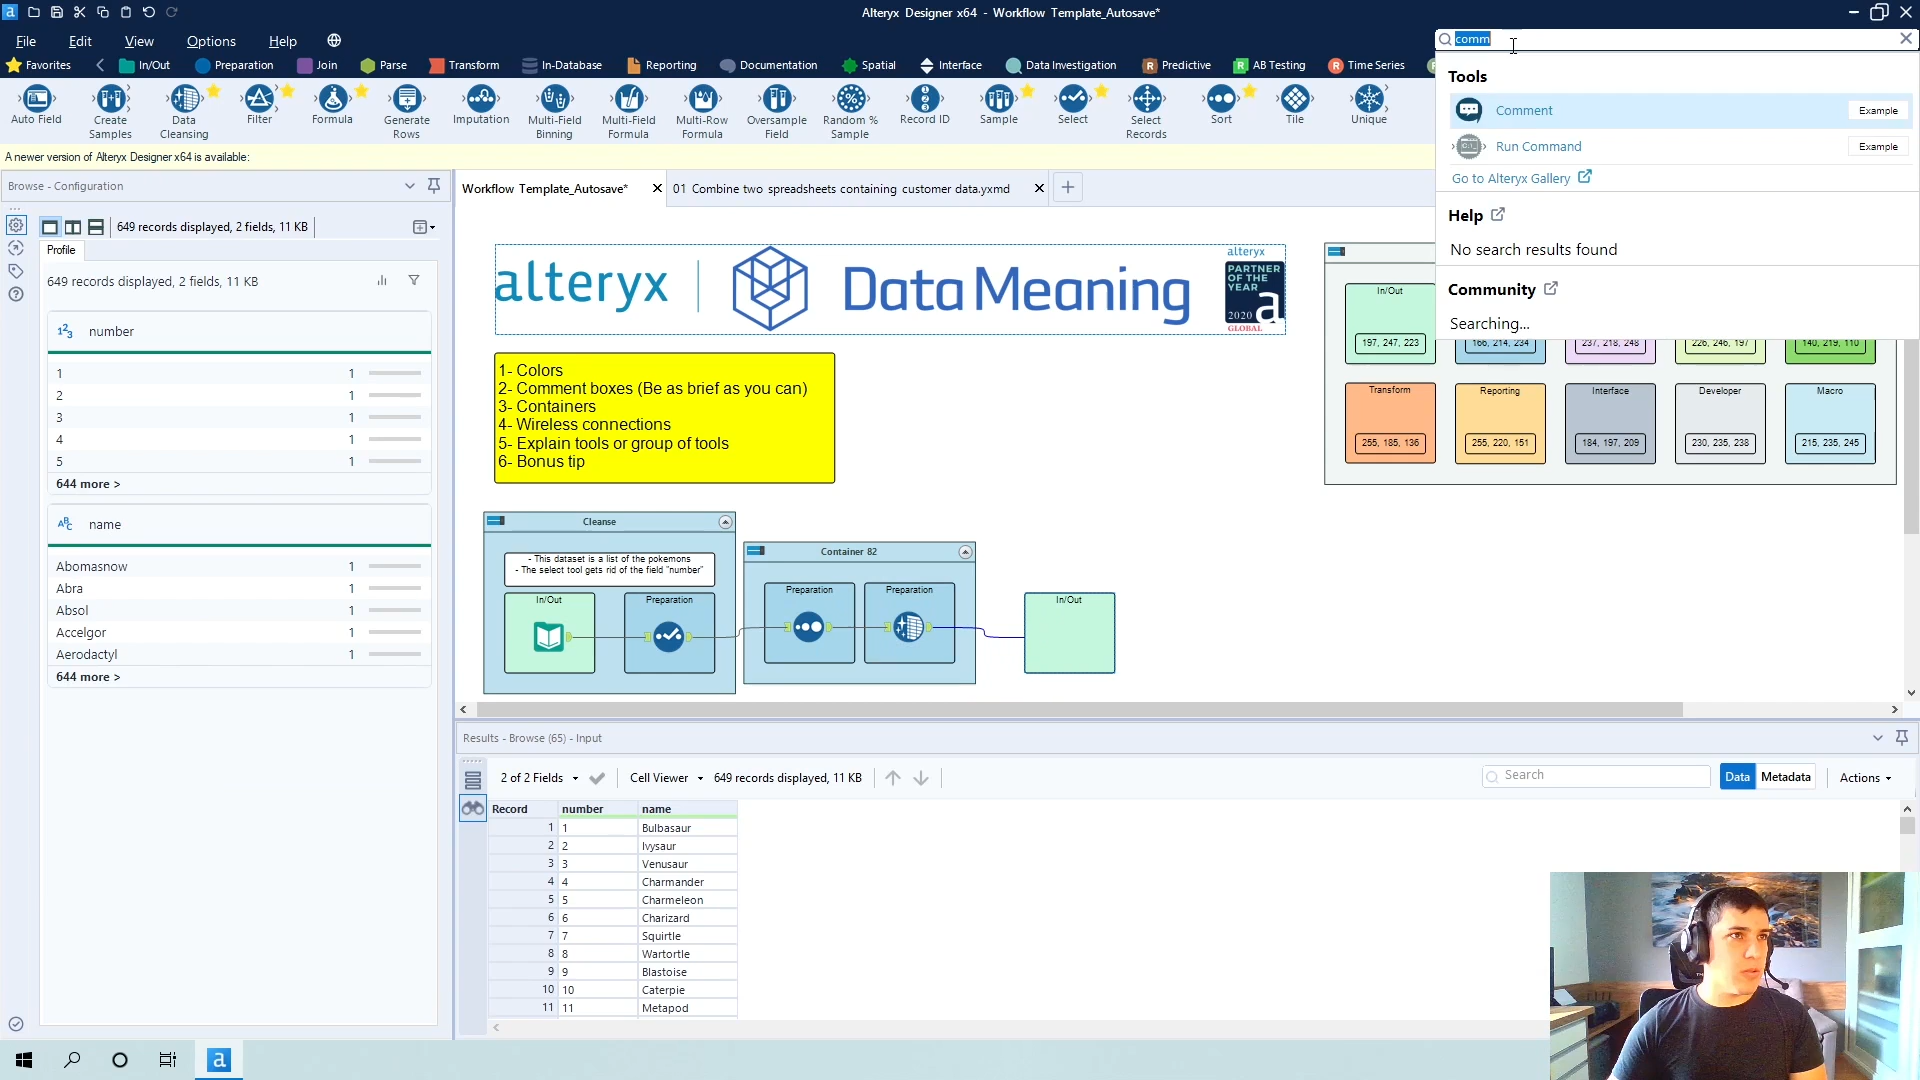 Alteryx Designer x64 - Workflow Template_Autosave*
File Edit View Options Help
comm
Favorites In/Out Preparation Join Parse Transform In-Database Reporting Documentation Spatial Interface Data Investigation Predictive AB Testing Time Series
Auto Field
Create Samples
Data Cleansing
Filter
Formula
Generate Rows
Imputation
Multi-Field Binning
Multi-Field Formula
Multi-Row Formula
Oversample Field
Random % Sample
Record ID
Sample
Select
Select Records
Sort
Tile
Unique
Tools
Comment Example
Run Command Example
Go to Alteryx Gallery
Help
No search results found
Community
Searching...
A newer version of Alteryx Designer x64 is available:
Browse - Configuration
649 records displayed, 2 fields, 11 KB
Profile
649 records displayed, 2 fields, 11 KB
123 number
1 1
2 1
3 1
4 1
5 1
644 more >
ABC name
Abomasnow 1
Abra 1
Absol 1
Accelgor 1
Aerodactyl 1
644 more >
Workflow Template_Autosave* 01 Combine two spreadsheets containing customer data.yxmd
alteryx
Data Meaning
alteryx
PARTNER
OF THE
YEAR
2020 a
GLOBAL
1- Colors
2- Comment boxes (Be as brief as you can)
3- Containers
4- Wireless connections
5- Explain tools or group of tools
6- Bonus tip
In/Out
197, 247, 223
166, 214, 234
237, 218, 248
226, 246, 197
140, 219, 110
Transform Reporting Interface Developer Macro
255, 185, 136 255, 220, 151 184, 197, 209 230, 235, 238 215, 235, 245
Cleanse
- This dataset is a list of the pokemons
- The select tool gets rid of the field "number"
In/Out Preparation
Container 82
Preparation Preparation
In/Out
Results - Browse (65) - Input
2 of 2 Fields Cell Viewer 649 records displayed, 11 KB Search Data Metadata Actions
Record number name
1 1 Bulbasaur
2 2 Ivysaur
3 3 Venusaur
4 4 Charmander
5 5 Charmeleon
6 6 Charizard
7 7 Squirtle
8 8 Wartortle
9 9 Blastoise
10 10 Caterpie
11 11 Metapod
a